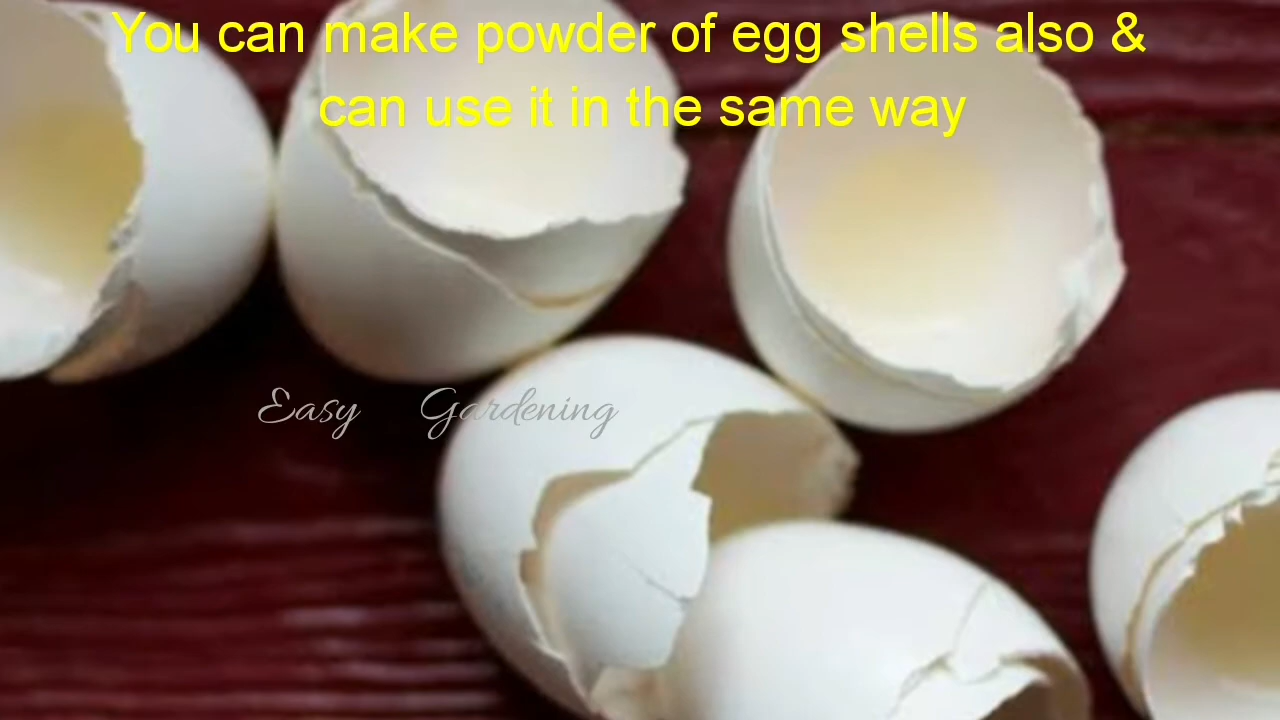 You can make powder of egg shells also &
can use it in the same way
Easy Gardening